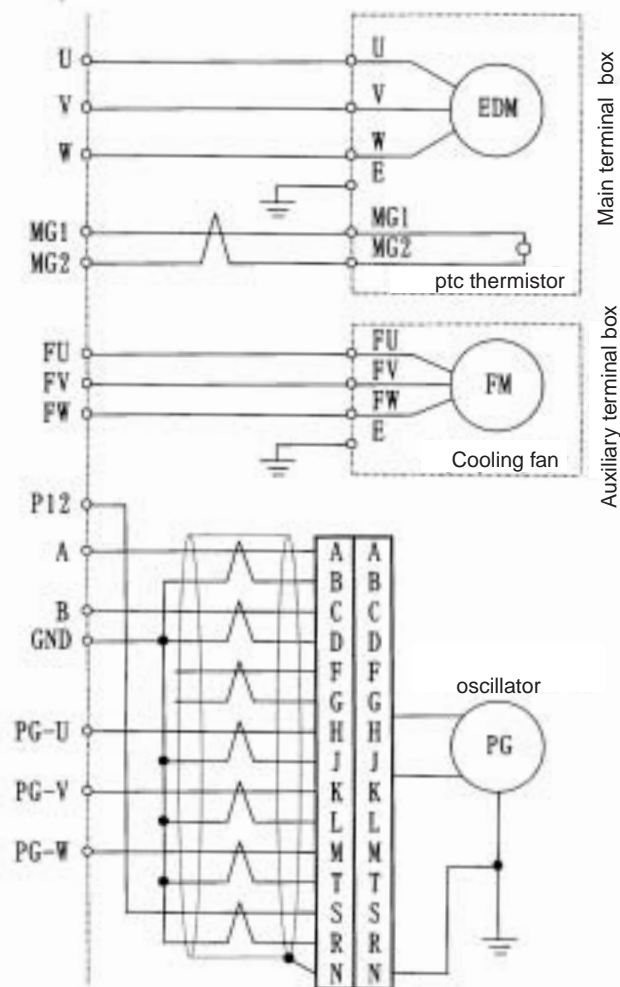 U U
V V EDM
W W
E
Main terminal box
MG1 MG1
MG2 MG2
ptc thermistor
FU FU
FV FV FM
FW FW
E
Cooling fan
Auxiliary terminal box
P12
A A A
B B
B C C
GND D D
F F
G G
oscillator
PG-U H H
J J PG
PG-V K K
L L
PG-W M M
T T
S S
R R
N N